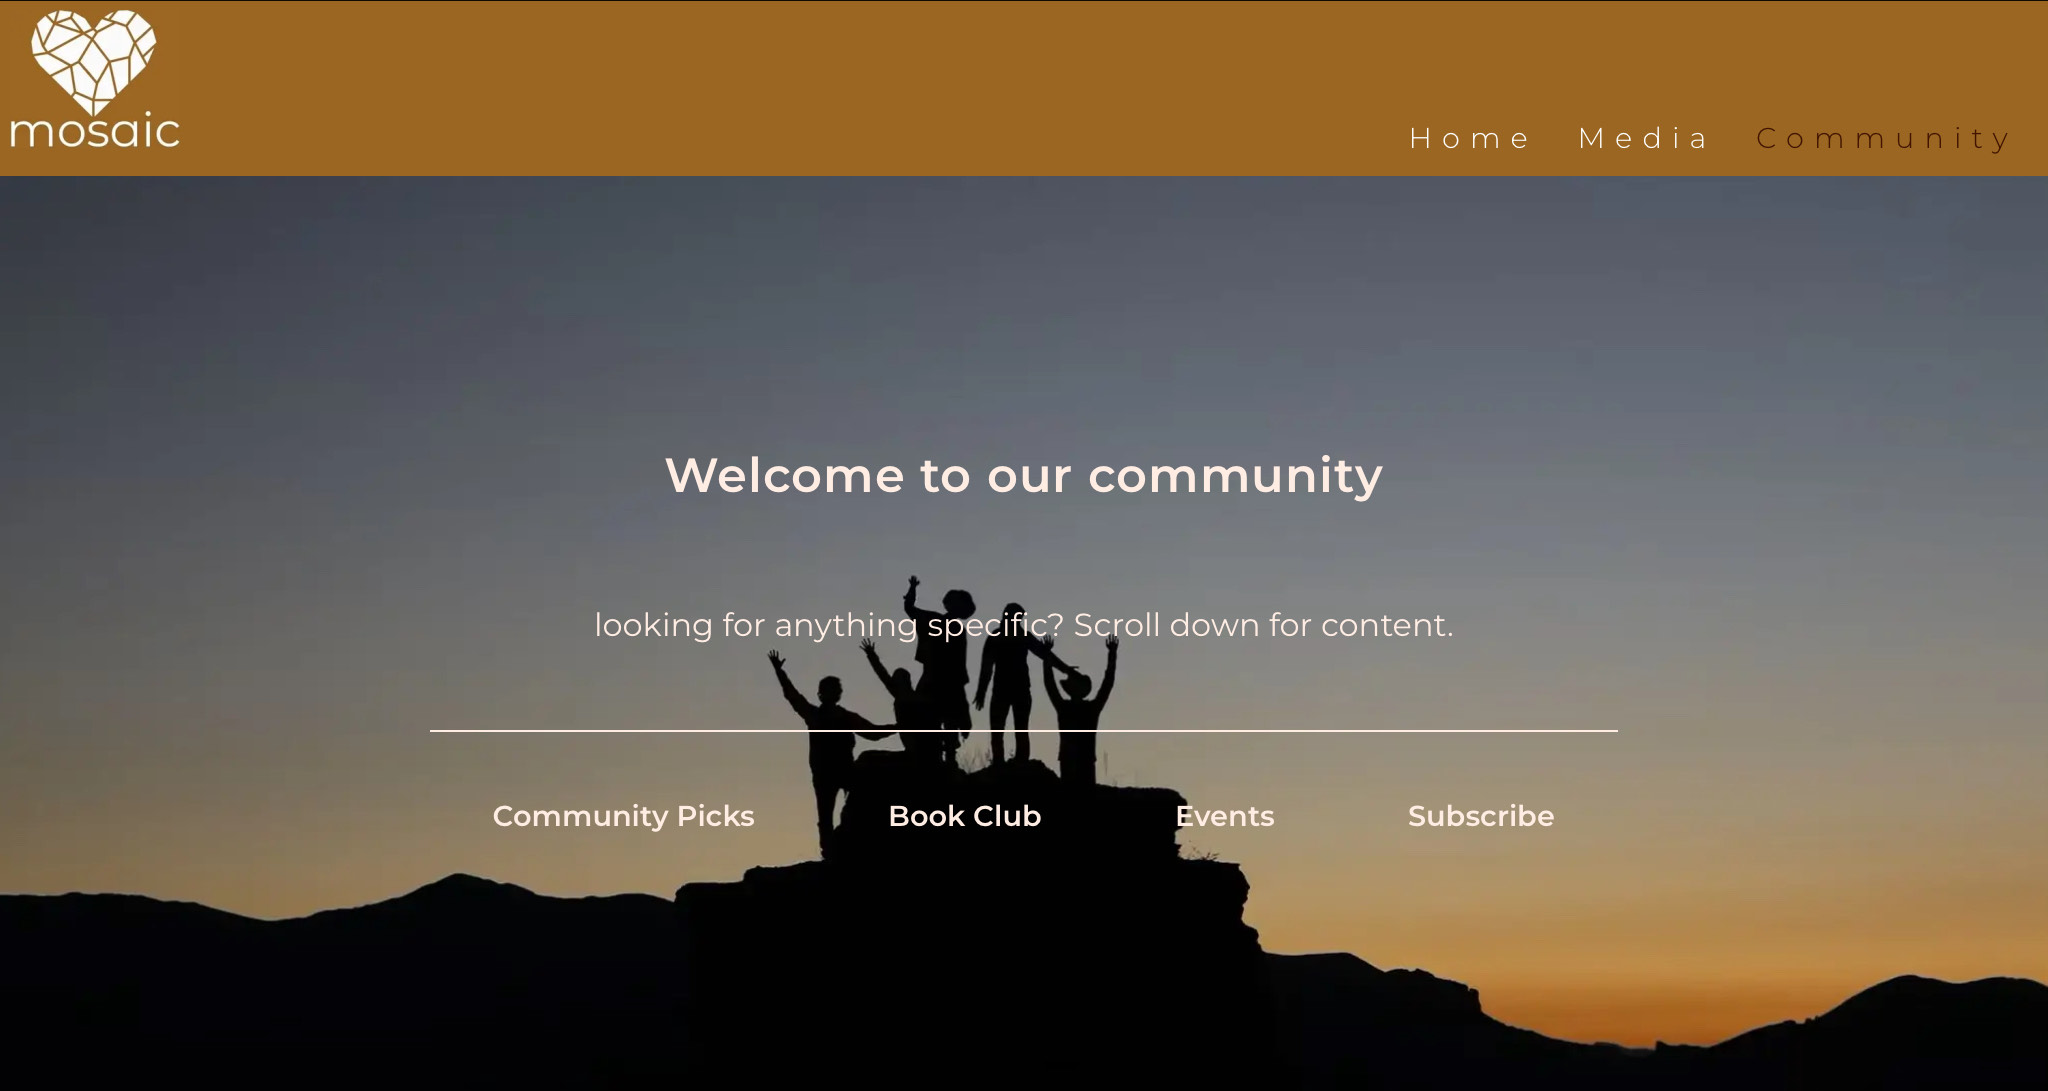 mosaic
Home Media Community
Welcome to our community
looking for anything specific? Scroll down for content.
Community Picks Book Club Events Subscribe